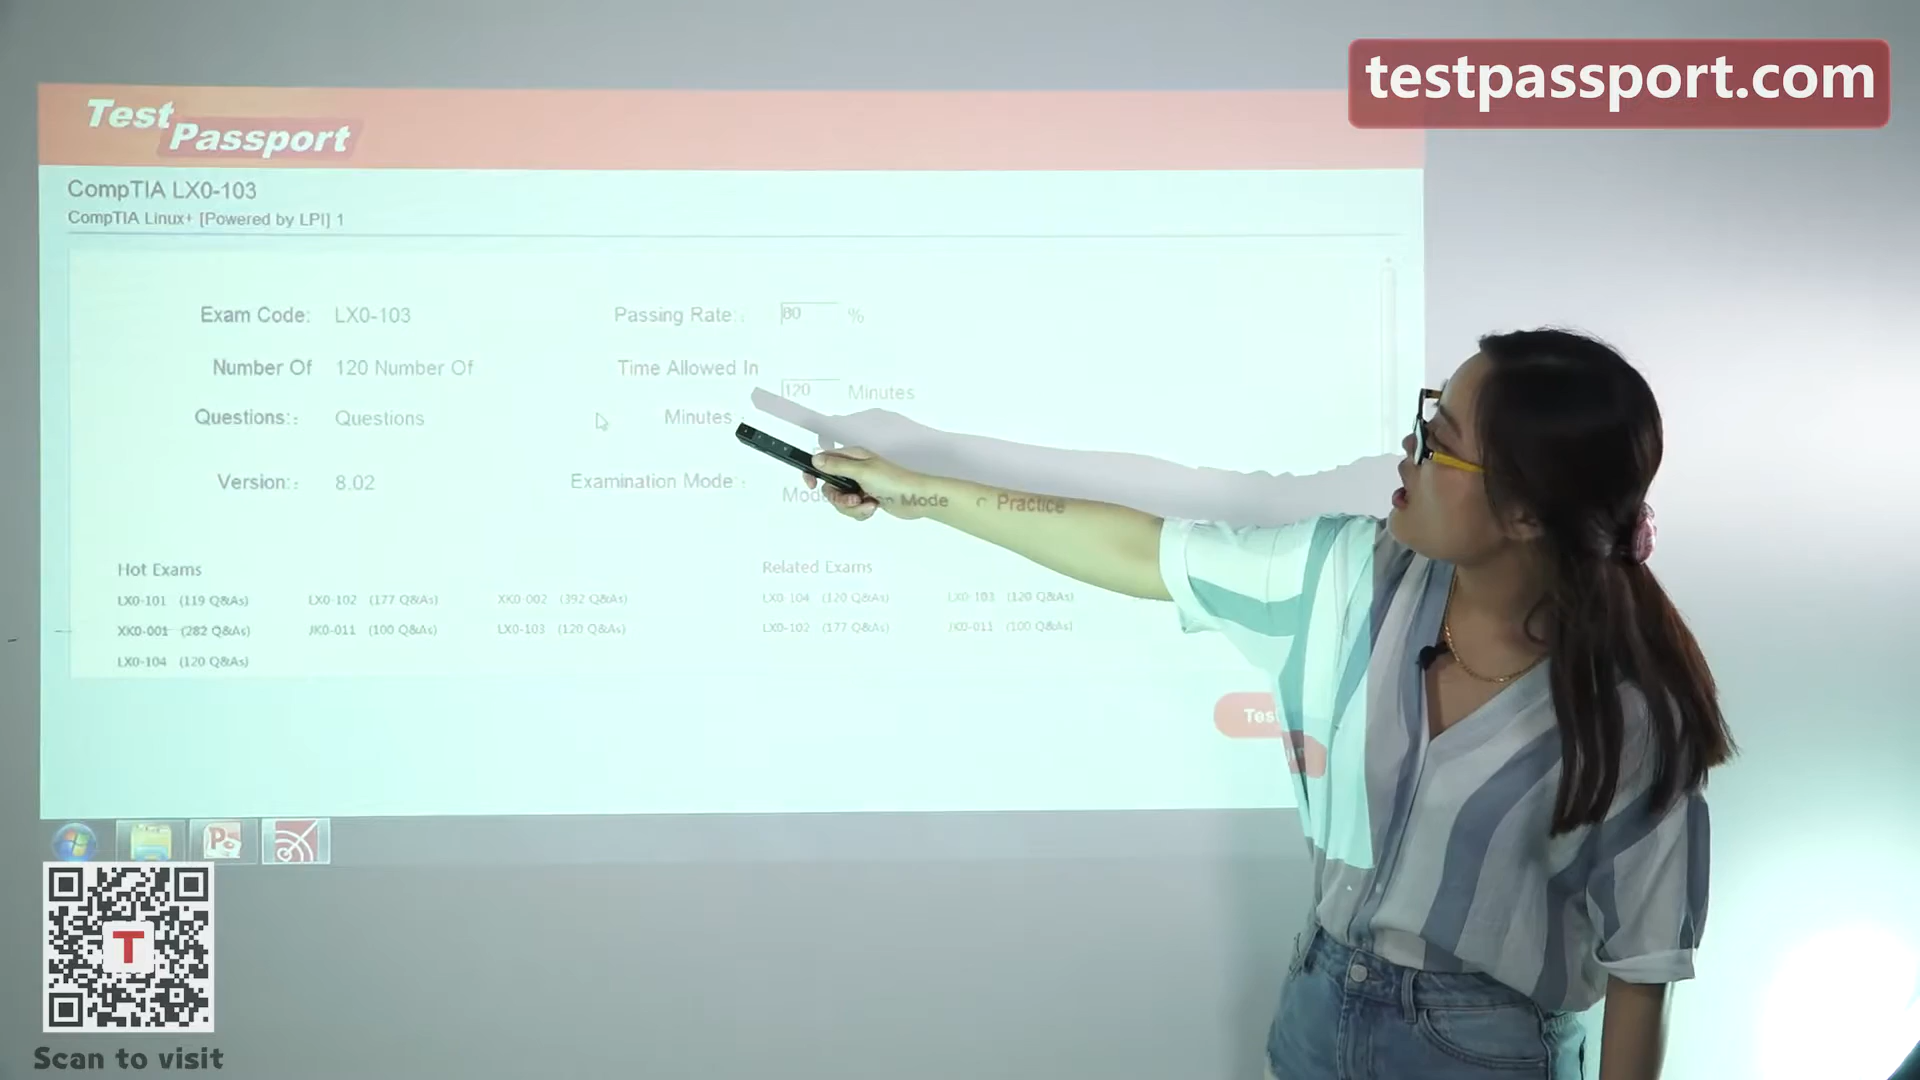 testpassport.com
Test
Passport
CompTIA LX0-103
CompTIA Linux+ [Powered by LPI] 1
Exam Code: LX0-103 Passing Rate: 80 %
Number Of 120 Number Of Time Allowed In
120 Minutes
Questions: Questions Minutes
Version: 8.02 Examination Mode:
Mode Practice
Hot Exams Related Exams
LX0-101 (119 Q&As) LX0-102 (177 Q&As) XK0-002 (392 Q&As) LX0-104 (120 Q&As) LX0-103 (120 Q&As)
XK0-001 (282 Q&As) JK0-011 (100 Q&As) LX0-103 (120 Q&As) LX0-102 (177 Q&As) JK0-011 (100 Q&As)
LX0-104 (120 Q&As)
T
Scan to visit